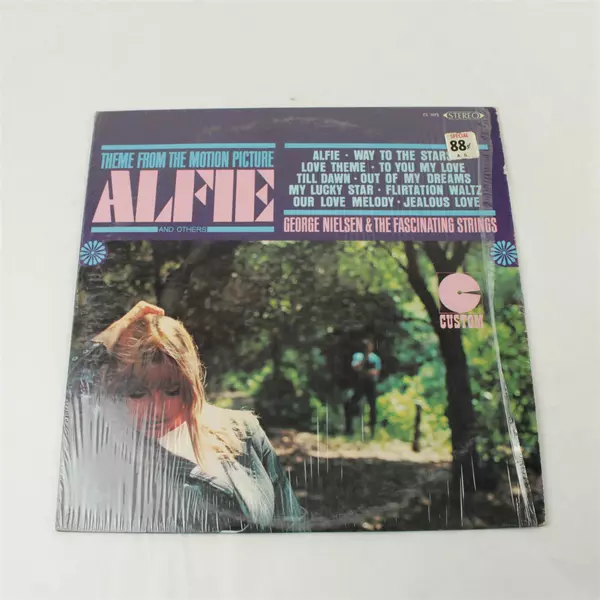 STEREO
SPECIAL
88¢
THEME FROM THE MOTION PICTURE
ALFIE
AND OTHERS
ALFIE · WAY TO THE STARS
LOVE THEME · TO YOU MY LOVE
TILL DAWN · OUT OF MY DREAMS
MY LUCKY STAR · FLIRTATION WALTZ
OUR LOVE MELODY · JEALOUS LOVE
GEORGE NIELSEN & THE FASCINATING STRINGS
CUSTOM